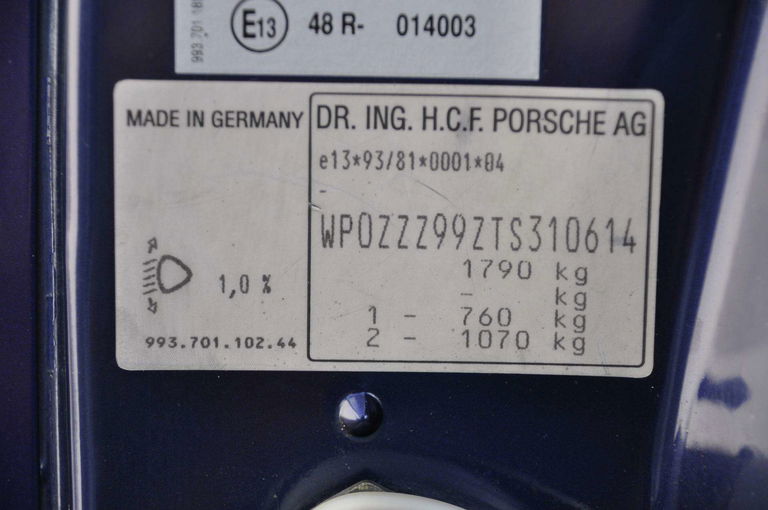 E13 48 R- 014003
MADE IN GERMANY
DR. ING. H.C.F. PORSCHE AG
e13*93/81*0001*04
-
WP0ZZZ99ZTS310614
1790 kg
- kg
1 - 760 kg
2 - 1070 kg
1,0 %
993.701.102.44